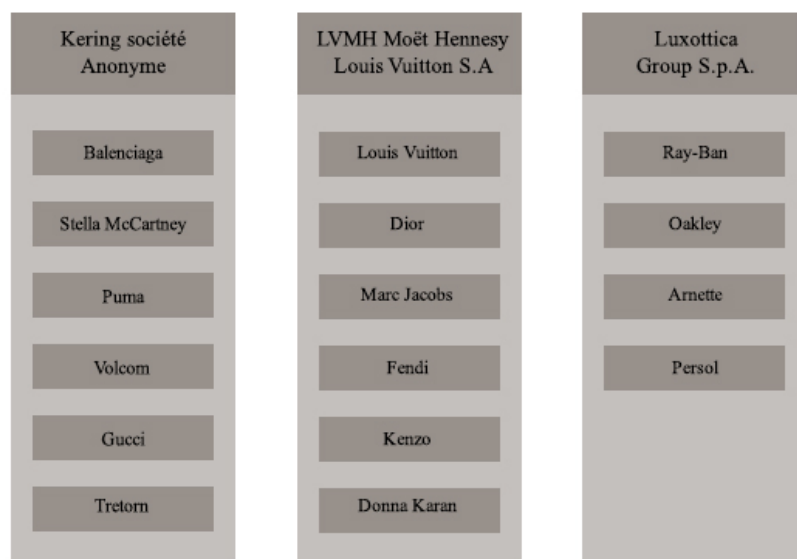 Kering société
Anonyme
Balenciaga
Stella McCartney
Puma
Volcom
Gucci
Tretorn
LVMH Moët Hennesy
Louis Vuitton S.A
Louis Vuitton
Dior
Marc Jacobs
Fendi
Kenzo
Donna Karan
Luxottica
Group S.p.A.
Ray-Ban
Oakley
Arnette
Persol